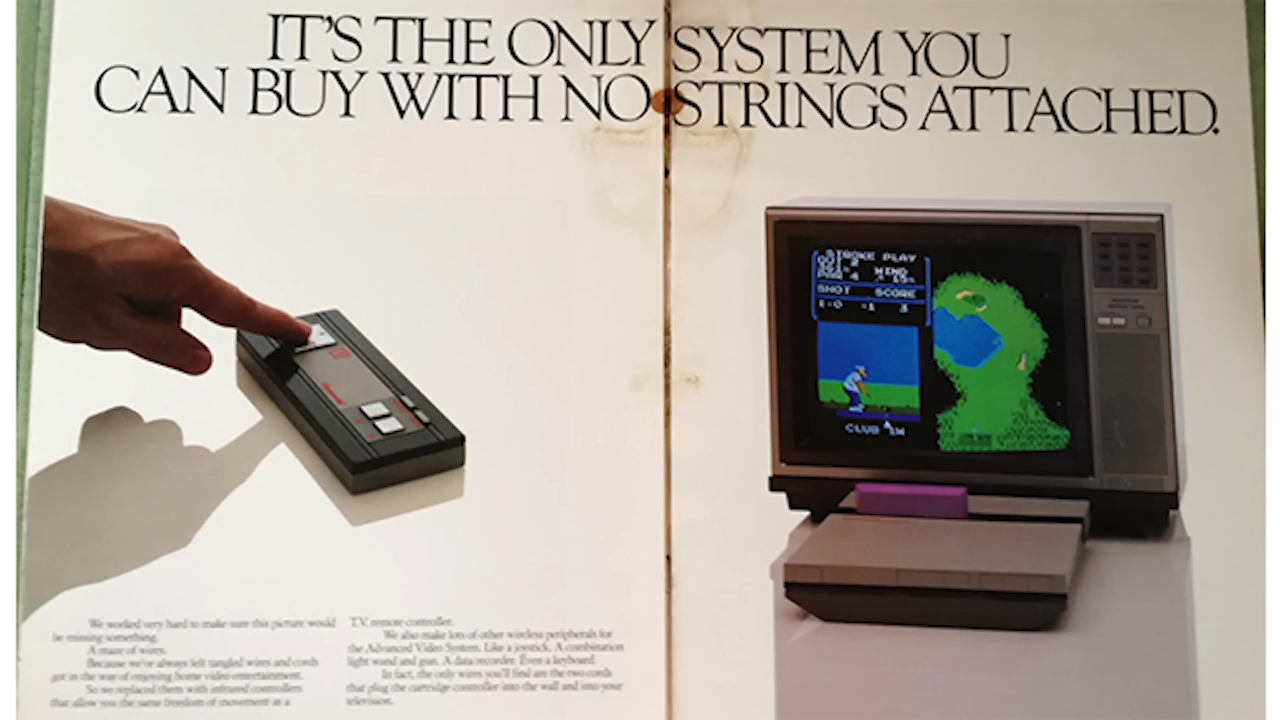 IT'S THE ONLY SYSTEM YOU
CAN BUY WITH NO STRINGS ATTACHED.
STROKE PLAY
WIND
PAR 4
SHOT SCORE
CLUB 1W
We worked very hard to make sure this picture would
be missing something.
A maze of wires.
Because we've always felt tangled wires and cords
got in the way of enjoying home video entertainment.
So we replaced them with infrared controllers
that allow you the same freedom of movement as a
T.V. remote controller.
We also make lots of other wireless peripherals for
the Advanced Video System. Like a joystick. A combination
light wand and gun. A data recorder. Even a keyboard.
In fact, the only wires you'll find are the two cords
that plug the cartridge controller into the wall and into your
television.